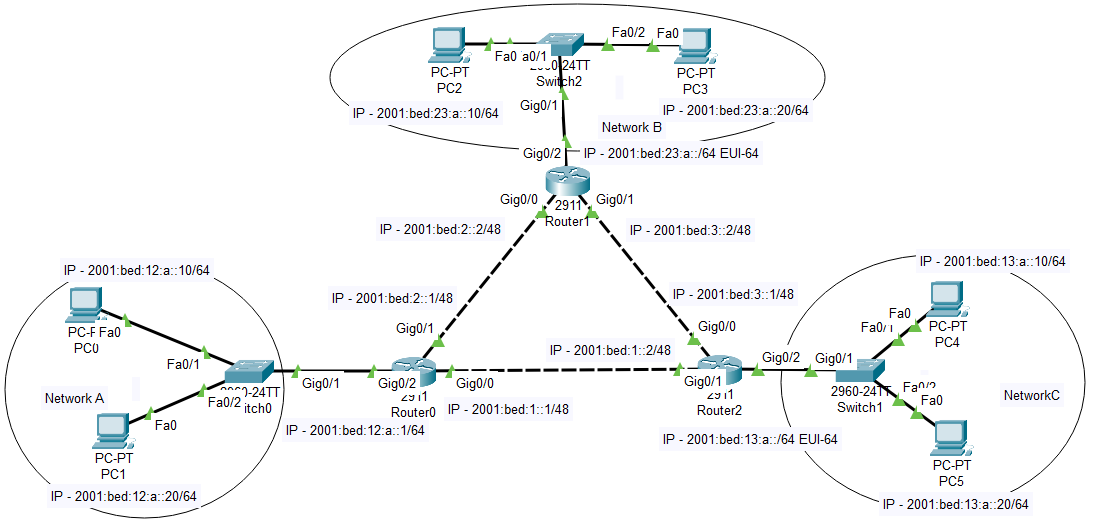 Fa0/2
Fa0
PC-PT
PC2
Fa0
a0/1
2960-24TT
Switch2
PC-PT
PC3
IP - 2001:bed:23:a::10/64
Gig0/1
IP - 2001:bed:23:a::20/64
Network B
Gig0/2
IP - 2001:bed:23:a::/64 EUI-64
Gig0/0
2911
Router1
Gig0/1
IP - 2001:bed:2::2/48
IP - 2001:bed:3::2/48
IP - 2001:bed:12:a::10/64
IP - 2001:bed:13:a::10/64
IP - 2001:bed:2::1/48
IP - 2001:bed:3::1/48
PC-P
Fa0
PC0
Gig0/1
Gig0/0
Fa0
Fa0/1
PC-PT
PC4
Fa0/1
IP - 2001:bed:1::2/48
Gig0/2
Gig0/1
Gig0/1
Gig0/2
Gig0/0
Gig0/1
2960-24TT
itch0
2911
Router0
2911
Router2
2960-24TT
Switch1
Fa0/2
Fa0
Network A
Fa0/2
Fa0
NetworkC
IP - 2001:bed:1::1/48
IP - 2001:bed:12:a::1/64
IP - 2001:bed:13:a::/64 EUI-64
PC-PT
PC1
PC-PT
PC5
IP - 2001:bed:12:a::20/64
IP - 2001:bed:13:a::20/64